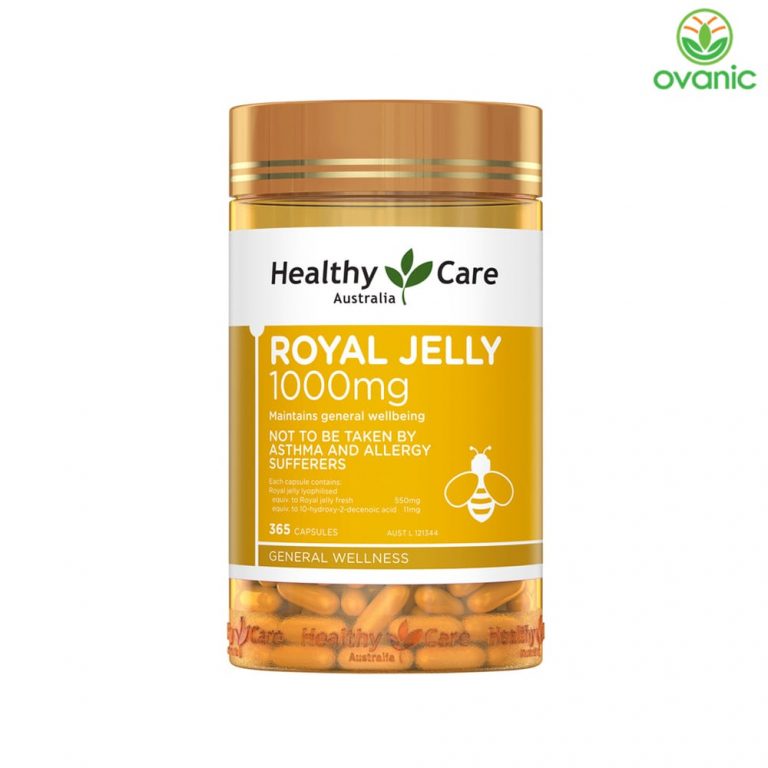 ovanic
Healthy Care
Australia
ROYAL JELLY
1000mg
Maintains general wellbeing
NOT TO BE TAKEN BY
ASTHMA AND ALLERGY
SUFFERERS
Each capsule contains:
Royal jelly lyophilised
equiv. to Royal jelly fresh 550mg
equiv. to 10-hydroxy-2-decenoic acid 11mg
365 CAPSULES AUST L 121344
GENERAL WELLNESS
Care Healthy Care Healthy
Australia